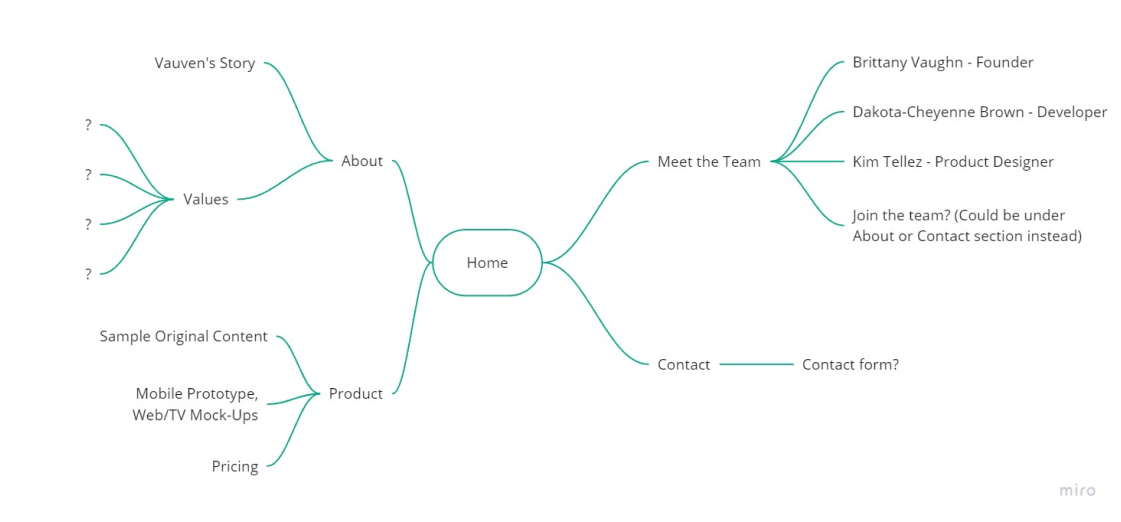 Vauven's Story
?
?
?
?
Values
About
Sample Original Content
Mobile Prototype,
Web/TV Mock-Ups
Pricing
Product
Home
Meet the Team
Brittany Vaughn - Founder
Dakota-Cheyenne Brown - Developer
Kim Tellez - Product Designer
Join the team? (Could be under
About or Contact section instead)
Contact
Contact form?
miro